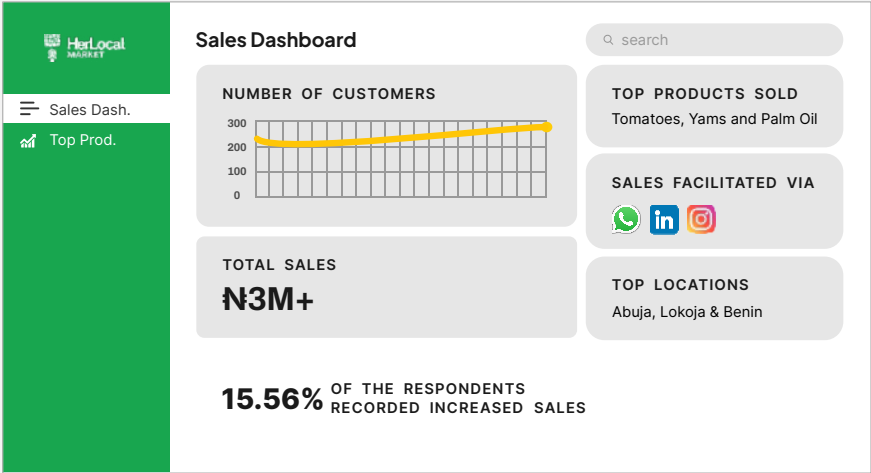 HerLocal
MARKET
Sales Dash.
Top Prod.
Sales Dashboard
search
NUMBER OF CUSTOMERS
300
200
100
0
TOTAL SALES
₦3M+
TOP PRODUCTS SOLD
Tomatoes, Yams and Palm Oil
SALES FACILITATED VIA
in
TOP LOCATIONS
Abuja, Lokoja & Benin
15.56% OF THE RESPONDENTS
RECORDED INCREASED SALES